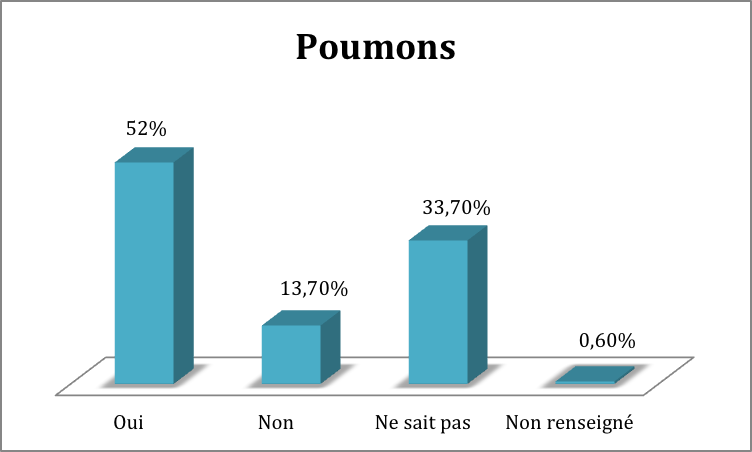 Poumons
52%
13,70%
33,70%
0,60%
Oui
Non
Ne sait pas
Non renseigné